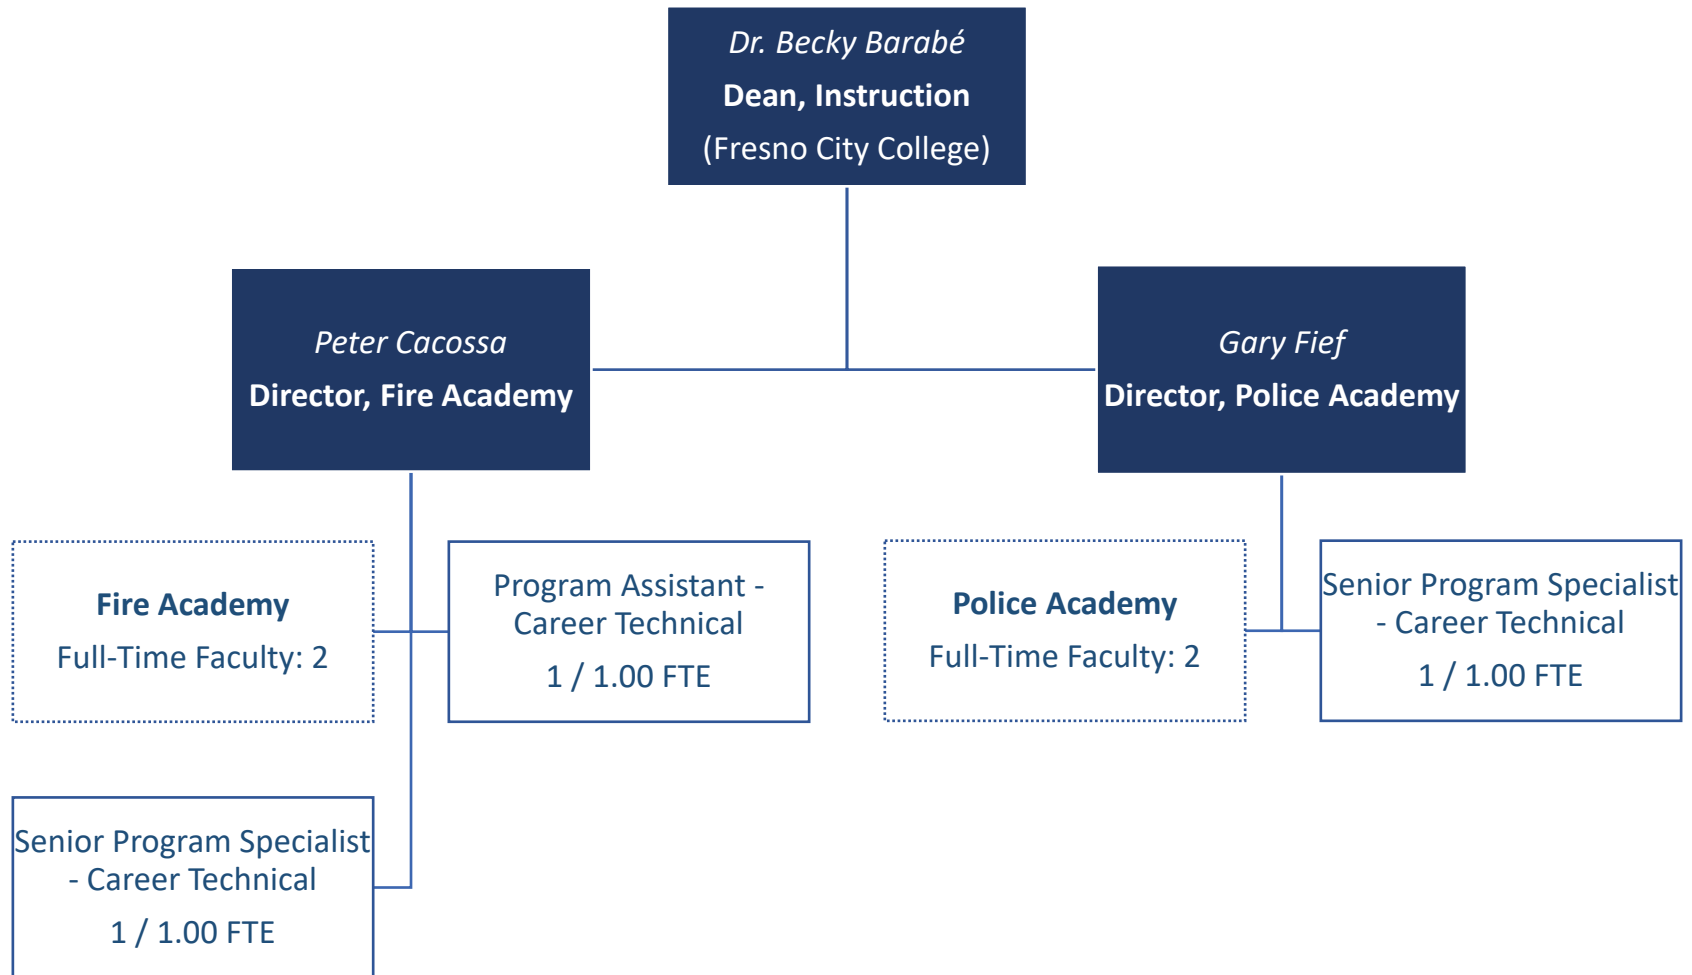 Dr. Becky Barabé
Dean, Instruction
(Fresno City College)
Peter Cacossa
Director, Fire Academy
Gary Fief
Director, Police Academy
Fire Academy
Full-Time Faculty: 2
Program Assistant -
Career Technical
1 / 1.00 FTE
Police Academy
Full-Time Faculty: 2
Senior Program Specialist
- Career Technical
1 / 1.00 FTE
Senior Program Specialist
- Career Technical
1 / 1.00 FTE